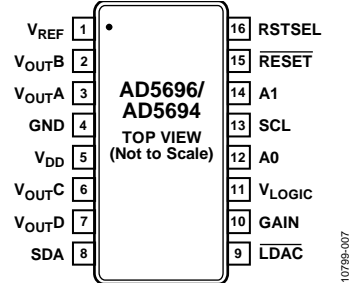 VREF 1 16 RSTSEL
VOUTB 2 15 RESET
VOUTA 3 AD5696/ 14 A1
GND 4 AD5694 13 SCL
TOP VIEW
VDD 5 (Not to Scale) 12 A0
VOUTC 6 11 VLOGIC
VOUTD 7 10 GAIN
SDA 8 9 LDAC
10799-007